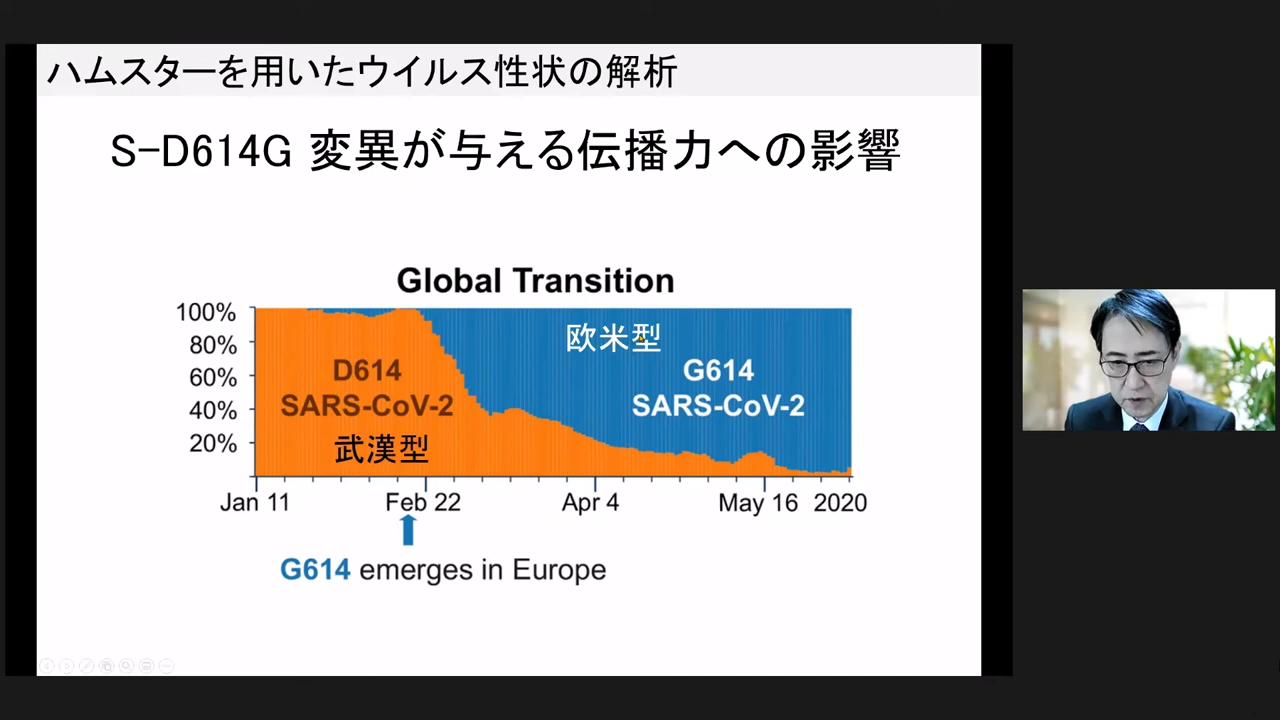 ハムスターを用いたウイルス性状の解析
S-D614G 変異が与える伝播力への影響
Global Transition
100%
80%
60%
40%
20%
欧米型
D614
SARS-CoV-2
武漢型
G614
SARS-CoV-2
Jan 11 Feb 22 Apr 4 May 16 2020
G614 emerges in Europe